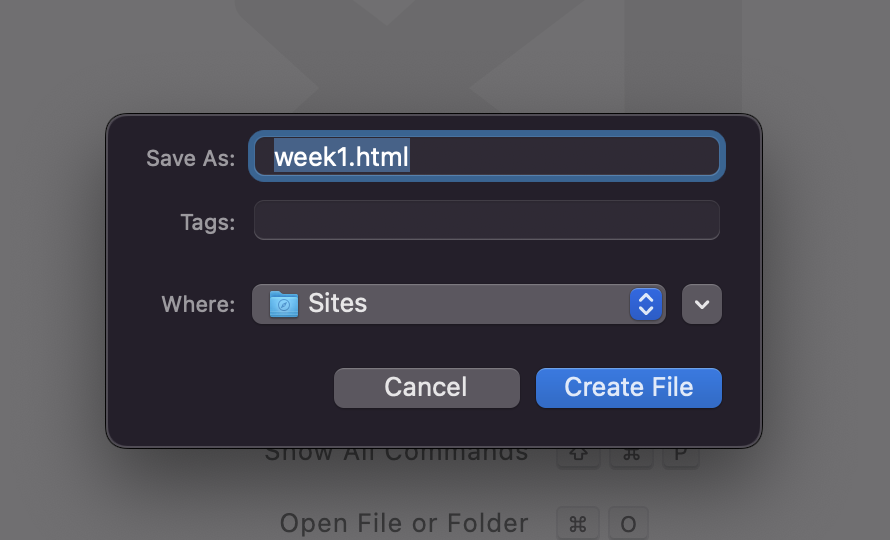 Save As: week1.html
Tags:
Where: Sites
Cancel Create File
Show All Commands ⇧ ⌘ P
Open File or Folder ⌘ O